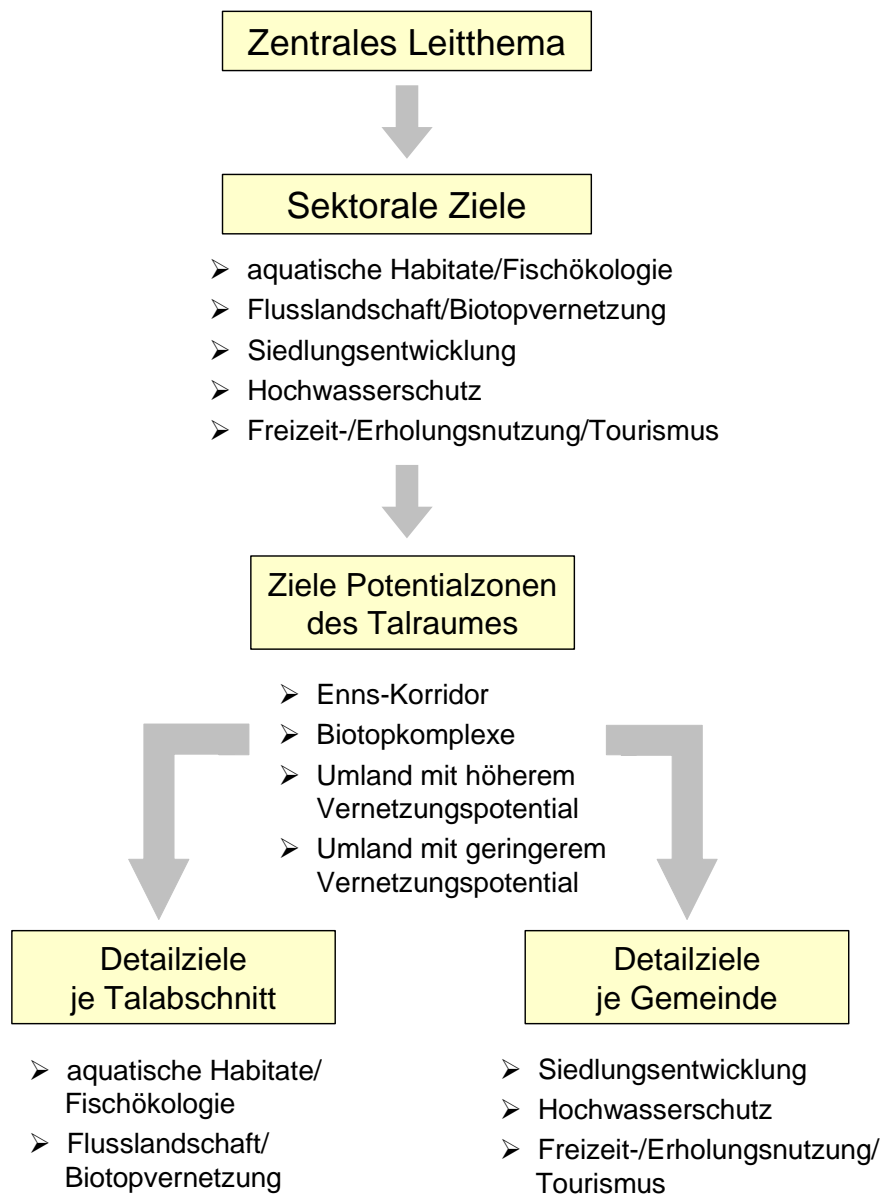 Zentrales Leitthema
Sektorale Ziele
➢ aquatische Habitate/Fischökologie
➢ Flusslandschaft/Biotopvernetzung
➢ Siedlungsentwicklung
➢ Hochwasserschutz
➢ Freizeit-/Erholungsnutzung/Tourismus
Ziele Potentialzonen
des Talraumes
➢ Enns-Korridor
➢ Biotopkomplexe
➢ Umland mit höherem
Vernetzungspotential
➢ Umland mit geringerem
Vernetzungspotential
Detailziele
je Talabschnitt
➢ aquatische Habitate/
Fischökologie
➢ Flusslandschaft/
Biotopvernetzung
Detailziele
je Gemeinde
➢ Siedlungsentwicklung
➢ Hochwasserschutz
➢ Freizeit-/Erholungsnutzung/
Tourismus